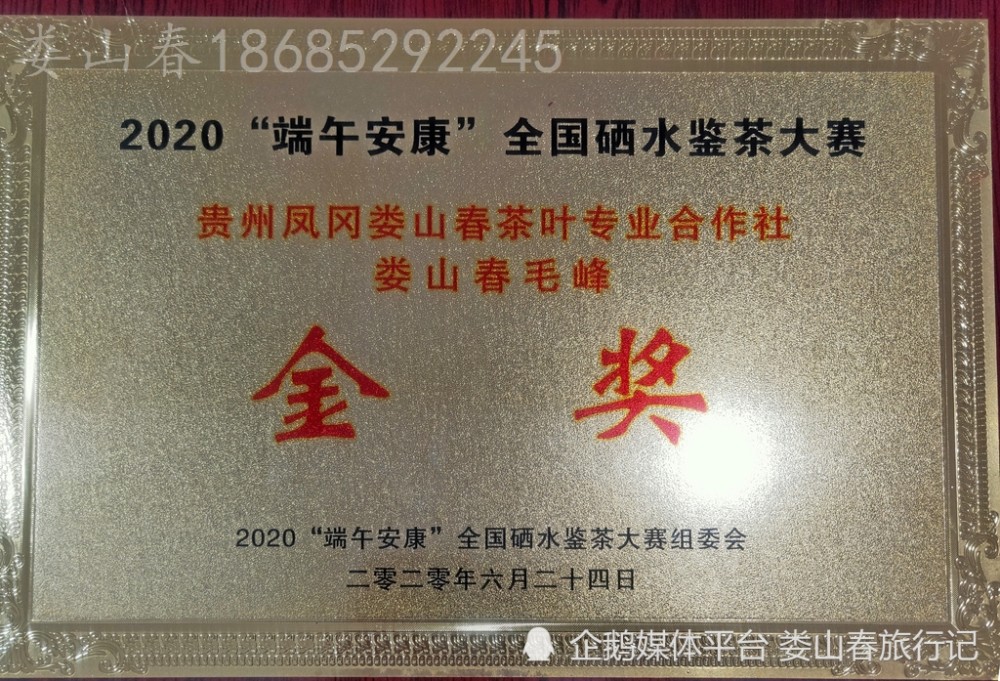 娄山春18685292245
2020“端午安康”全国硒水鉴茶大赛
贵州凤冈娄山春茶叶专业合作社
娄山春毛峰
金奖
2020“端午安康”全国硒水鉴茶大赛组委会
二零二零年六月二十四日
企鹅媒体平台 娄山春旅行记